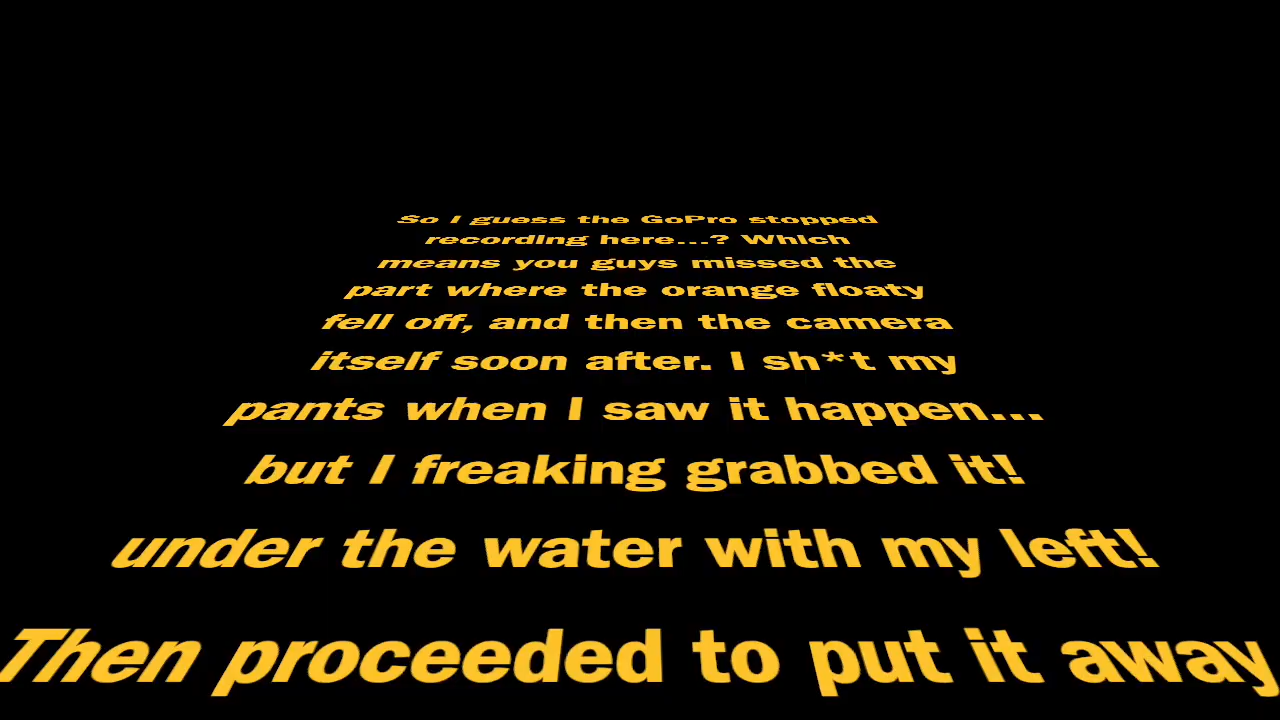 So I guess the GoPro stopped
recording here...? Which
means you guys missed the
part where the orange floaty
fell off, and then the camera
itself soon after. I sh*t my
pants when I saw it happen...
but I freaking grabbed it!
under the water with my left!
Then proceeded to put it away